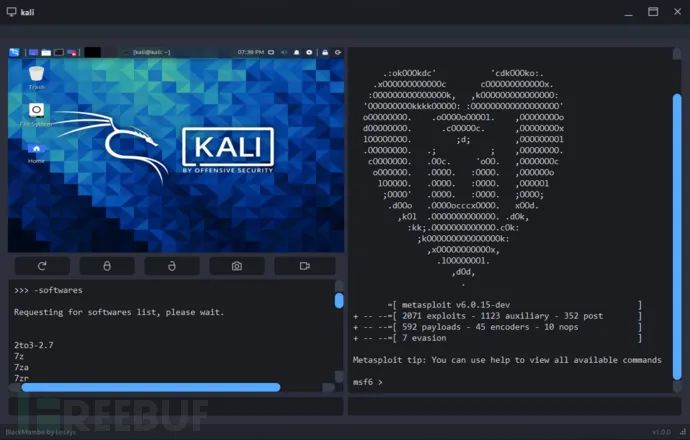 kali
[kali@kali: ~]
07:38 PM
Trash
File System
Home
KALI
BY OFFENSIVE SECURITY
>>> -softwares
Requesting for softwares list, please wait.
2to3-2.7
7z
7za
7zr
.:okOOOkdc'           'cdkOOOko:.
.xOOOOOOOOOOOOc       cOOOOOOOOOOOOx.
:OOOOOOOOOOOOOOOk,   ,kOOOOOOOOOOOOOOO:
'OOOOOOOOOkkkkOOOOO: :OOOOOOOOOOOOOOOOOO'
oOOOOOOOO.    .oOOOOoOOOOl.    ,OOOOOOOOo
dOOOOOOOO.      .cOOOOOc.      ,OOOOOOOOx
lOOOOOOOO.         ;d;         ,OOOOOOOOl
.OOOOOOOO.   .;           ;    ,OOOOOOOO.
cOOOOOOO.   .OOc.     'oOO.   ,OOOOOOOc
oOOOOOO.   .OOOO.   :OOOO.   ,OOOOOOo
lOOOOO.   .OOOO.   :OOOO.   ,OOOOOl
;OOOO'   .OOOO.   :OOOO.   ;OOOO;
.dOOo   .OOOOocccxOOOO.   xOOd.
,kOl  .OOOOOOOOOOOOO. .dOk,
:kk;.OOOOOOOOOOOOO.cOk:
;kOOOOOOOOOOOOOOOk:
,xOOOOOOOOOOOx,
.lOOOOOOOl.
,dOd,
.
=[ metasploit v6.0.15-dev                          ]
+ -- --=[ 2071 exploits - 1123 auxiliary - 352 post       ]
+ -- --=[ 592 payloads - 45 encoders - 10 nops            ]
+ -- --=[ 7 evasion                                       ]
Metasploit tip: You can use help to view all available commands
msf6 >
REEBUF
BlackMamba by Loseys
v1.0.0